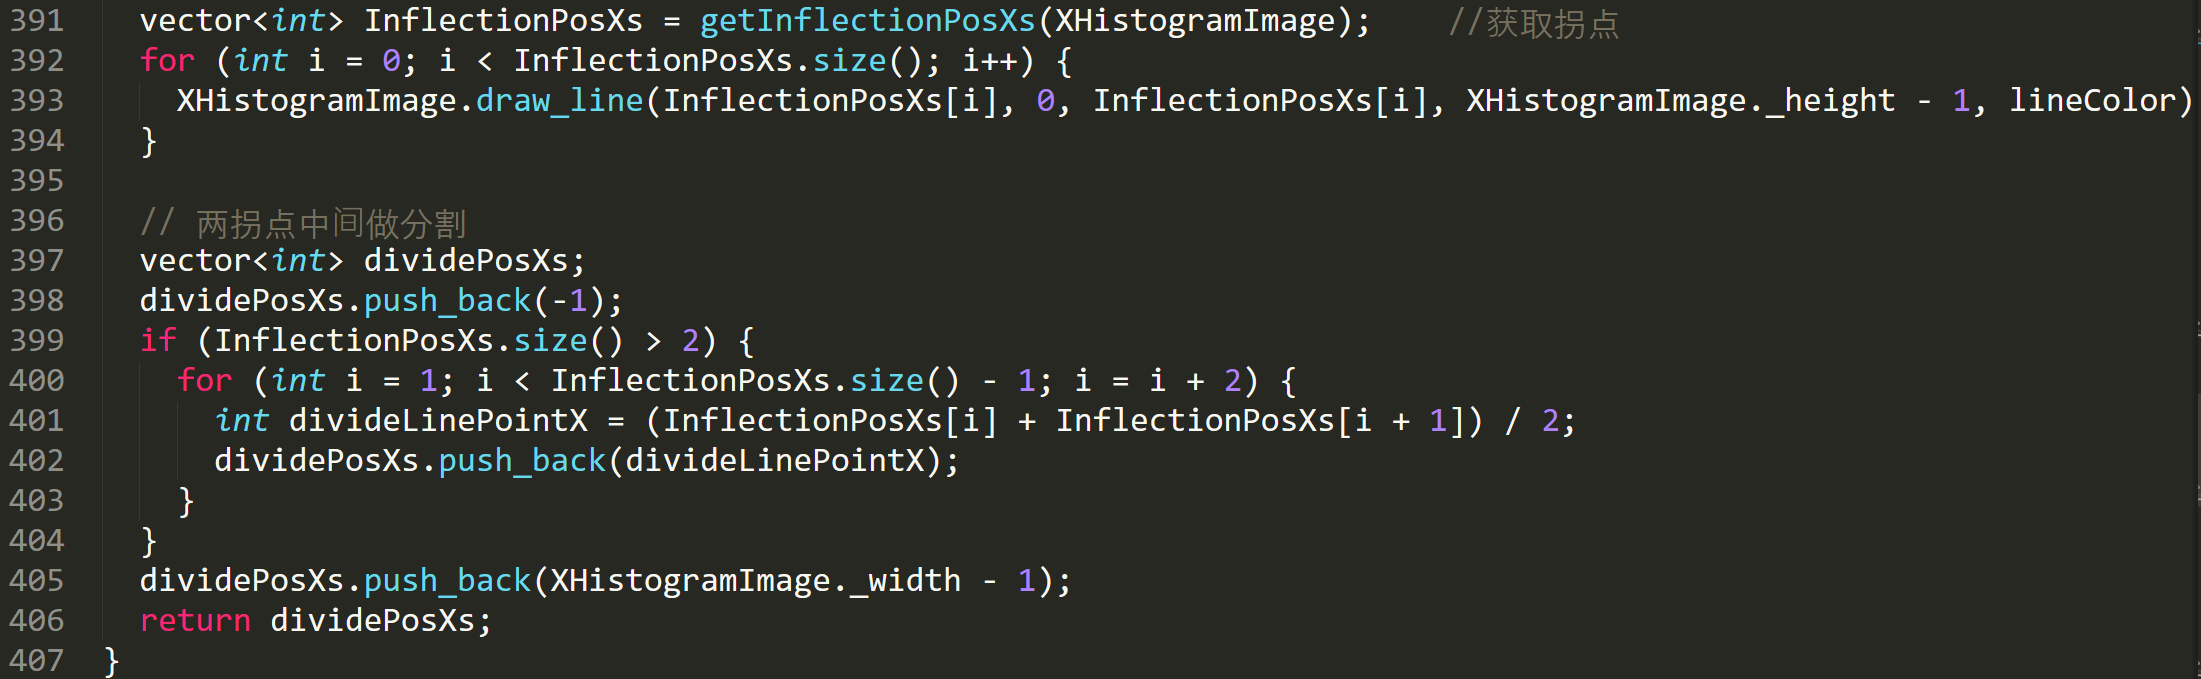 391 vector<int> InflectionPosXs = getInflectionPosXs(XHistogramImage);    //获取拐点
392 for (int i = 0; i < InflectionPosXs.size(); i++) {
393   XHistogramImage.draw_line(InflectionPosXs[i], 0, InflectionPosXs[i], XHistogramImage._height - 1, lineColor)
394 }
395
396 // 两拐点中间做分割
397 vector<int> dividePosXs;
398 dividePosXs.push_back(-1);
399 if (InflectionPosXs.size() > 2) {
400   for (int i = 1; i < InflectionPosXs.size() - 1; i = i + 2) {
401     int divideLinePointX = (InflectionPosXs[i] + InflectionPosXs[i + 1]) / 2;
402     dividePosXs.push_back(divideLinePointX);
403   }
404 }
405 dividePosXs.push_back(XHistogramImage._width - 1);
406 return dividePosXs;
407 }